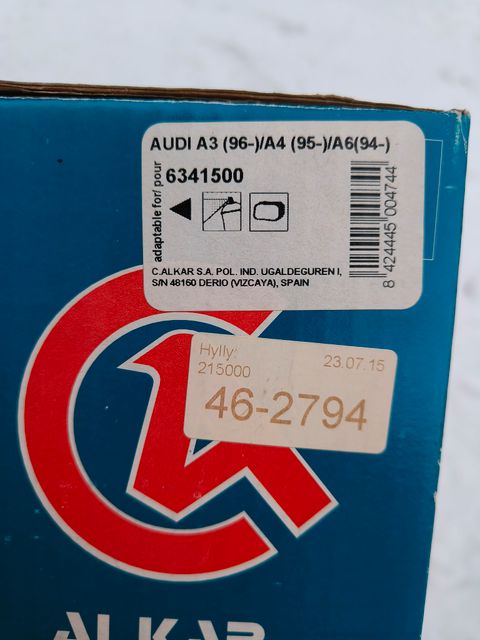 AUDI A3 (96-)/A4 (95-)/A6(94-)
adaptable for/ pour
6341500
C.ALKAR S.A. POL. IND. UGALDEGUREN I,
S/N 48160 DERIO (VIZCAYA), SPAIN
8 424445 004744
Hylly: 23.07.15
215000
46-2794
ALKAR